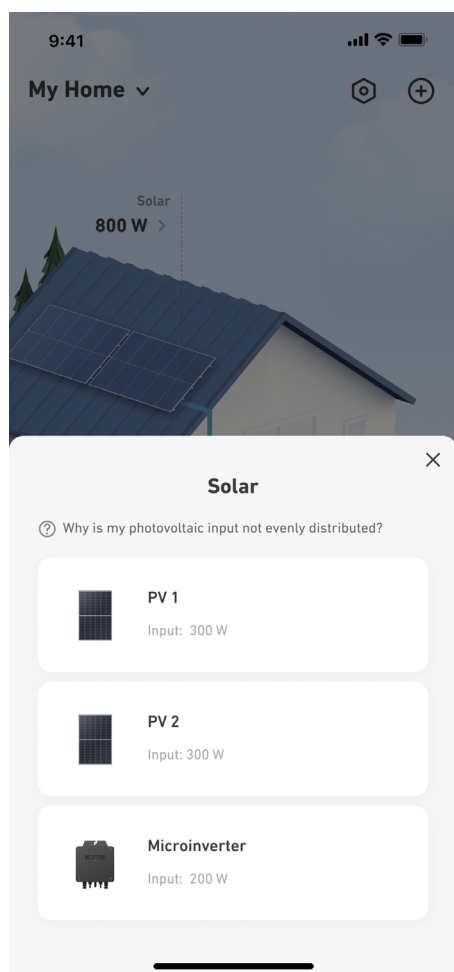 9:41
My Home
Solar
800 W >
Solar
Why is my photovoltaic input not evenly distributed?
PV 1
Input: 300 W
PV 2
Input: 300 W
Microinverter
Input: 200 W